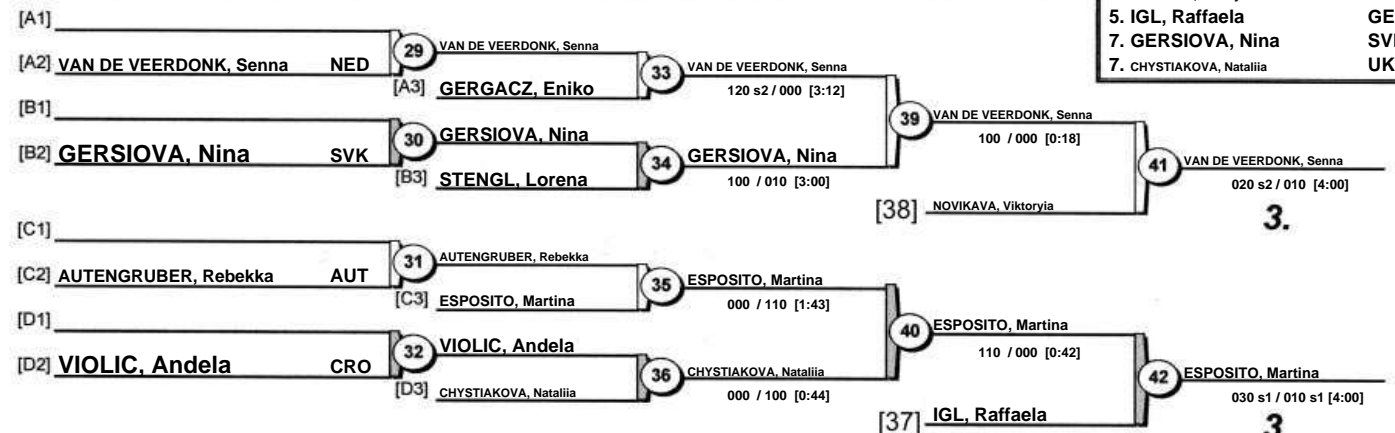 [A1]
[A2] VAN DE VEERDONK, Senna NED
29
VAN DE VEERDONK, Senna
[A3] GERGACZ, Eniko
33
VAN DE VEERDONK, Senna
120 s2 / 000 [3:12]
[B1]
[B2] GERSIOVA, Nina SVK
30
GERSIOVA, Nina
[B3] STENGL, Lorena
34
GERSIOVA, Nina
100 / 010 [3:00]
39
VAN DE VEERDONK, Senna
100 / 000 [0:18]
[38] NOVIKAVA, Viktoryia
41
VAN DE VEERDONK, Senna
020 s2 / 010 [4:00]
3.
[C1]
[C2] AUTENGRUBER, Rebekka AUT
31
AUTENGRUBER, Rebekka
[C3] ESPOSITO, Martina
35
ESPOSITO, Martina
000 / 110 [1:43]
[D1]
[D2] VIOLIC, Andela CRO
32
VIOLIC, Andela
[D3] CHYSTIAKOVA, Nataliia
36
CHYSTIAKOVA, Nataliia
000 / 100 [0:44]
40
ESPOSITO, Martina
110 / 000 [0:42]
[37] IGL, Raffaela
42
ESPOSITO, Martina
030 s1 / 010 s1 [4:00]
3
5. IGL, Raffaela GE
7. GERSIOVA, Nina SV
7. CHYSTIAKOVA, Nataliia UK